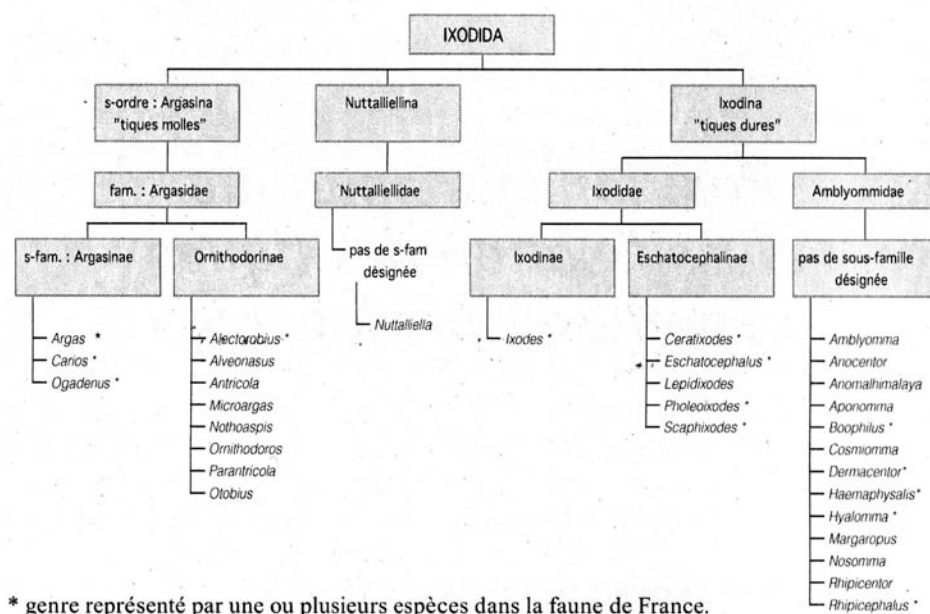 IXODIDA
s-ordre : Argasina
"tiques molles"
Nuttalliellina
Ixodina
"tiques dures"
fam. : Argasidae
Nuttalliellidae
Ixodidae
Amblyommidae
s-fam. : Argasinae
Ornithodorinae
pas de s-fam
désignée
Ixodinae
Eschatocephalinae
pas de sous-famille
désignée
Argas *
Carios *
Ogadenus *
Alectorobius *
Alveonasus
Antricola
Microargas
Nothoaspis
Ornithodoros
Parantricola
Otobius
Nuttalliella
Ixodes *
Ceratixodes *
Eschatocephalus *
Lepidixodes
Pholeoixodes *
Scaphixodes *
Amblyomma
Anocentor
Anomalhimalaya
Aponomma
Boophilus *
Cosmiomma
Dermacentor *
Haemaphysalis *
Hyalomma *
Margaropus
Nosomma
Rhipicentor
Rhipicephalus *
* genre représenté par une ou plusieurs espèces dans la faune de France.